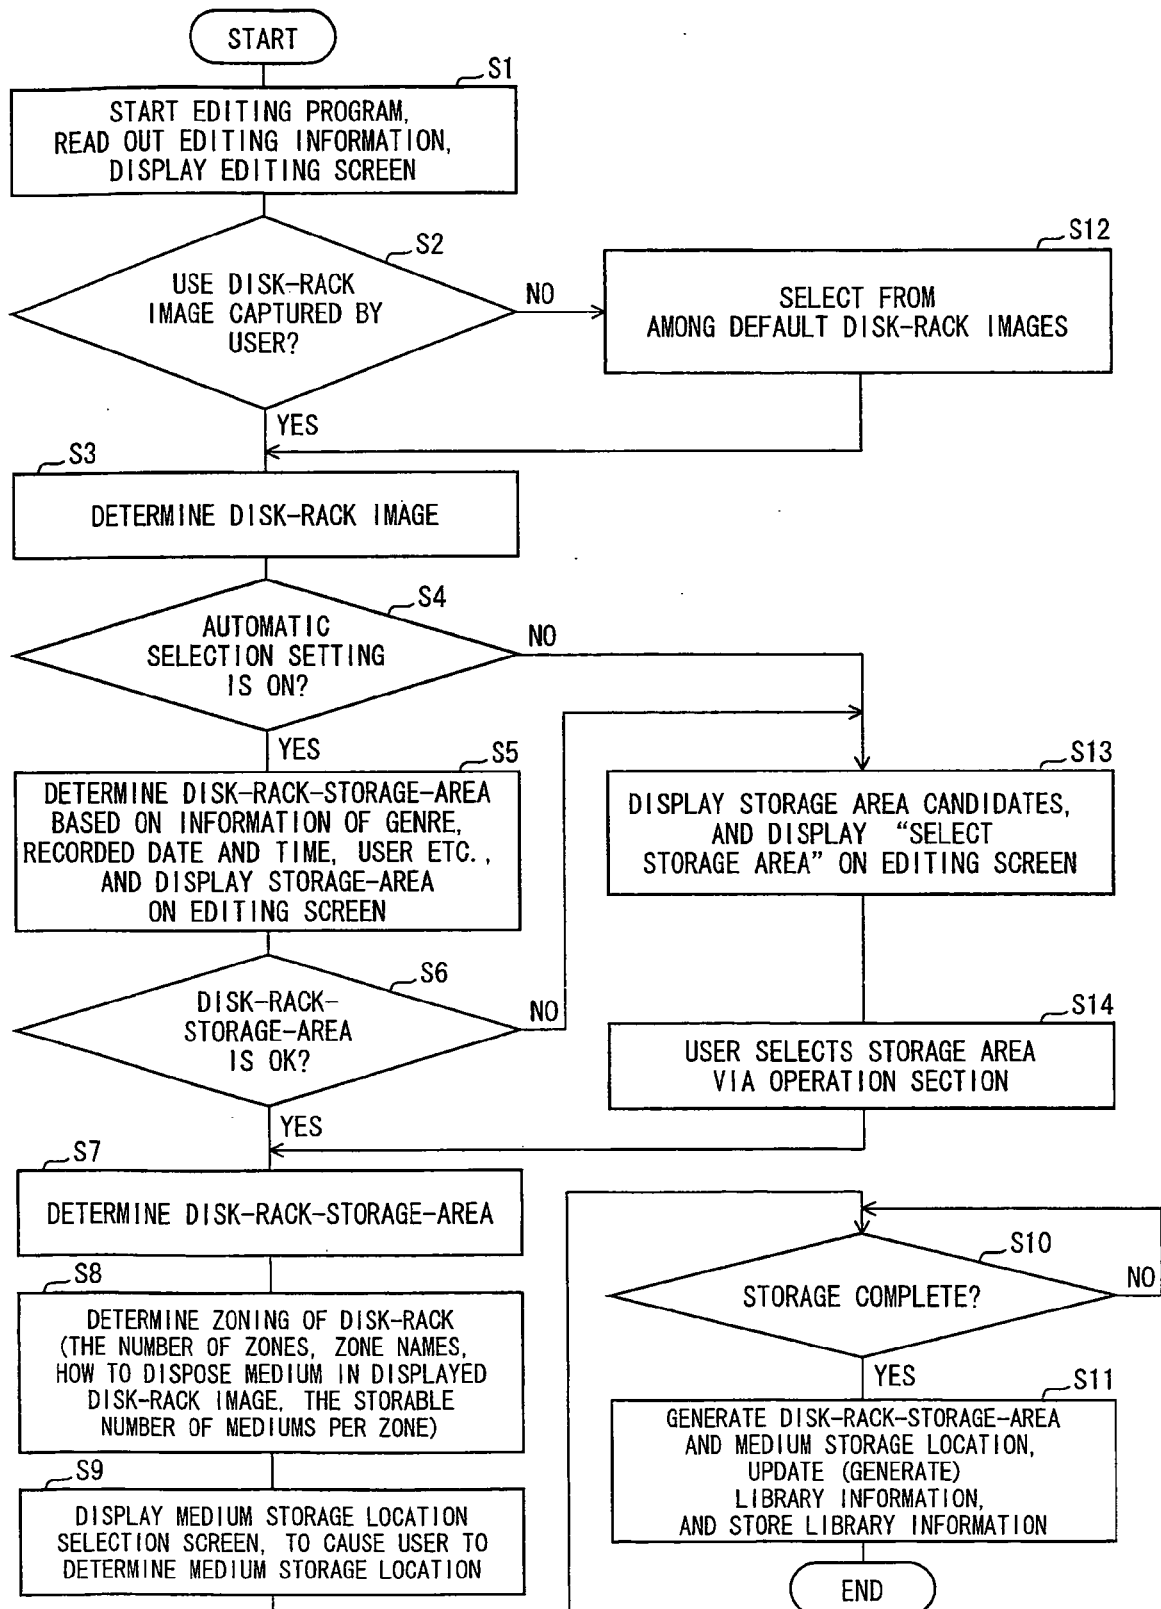 START
S1
START EDITING PROGRAM,
READ OUT EDITING INFORMATION,
DISPLAY EDITING SCREEN
S2
USE DISK-RACK
IMAGE CAPTURED BY
USER?
NO
S12
SELECT FROM
AMONG DEFAULT DISK-RACK IMAGES
YES
S3
DETERMINE DISK-RACK IMAGE
S4
AUTOMATIC
SELECTION SETTING
IS ON?
NO
YES
S5
DETERMINE DISK-RACK-STORAGE-AREA
BASED ON INFORMATION OF GENRE,
RECORDED DATE AND TIME, USER ETC.,
AND DISPLAY STORAGE-AREA
ON EDITING SCREEN
S13
DISPLAY STORAGE AREA CANDIDATES,
AND DISPLAY “SELECT
STORAGE AREA” ON EDITING SCREEN
S6
DISK-RACK-
STORAGE-AREA
IS OK?
NO
S14
USER SELECTS STORAGE AREA
VIA OPERATION SECTION
YES
S7
DETERMINE DISK-RACK-STORAGE-AREA
S8
DETERMINE ZONING OF DISK-RACK
(THE NUMBER OF ZONES, ZONE NAMES,
HOW TO DISPOSE MEDIUM IN DISPLAYED
DISK-RACK IMAGE, THE STORABLE
NUMBER OF MEDIUMS PER ZONE)
S9
DISPLAY MEDIUM STORAGE LOCATION
SELECTION SCREEN, TO CAUSE USER TO
DETERMINE MEDIUM STORAGE LOCATION
S10
STORAGE COMPLETE?
NO
YES
S11
GENERATE DISK-RACK-STORAGE-AREA
AND MEDIUM STORAGE LOCATION,
UPDATE (GENERATE)
LIBRARY INFORMATION,
AND STORE LIBRARY INFORMATION
END